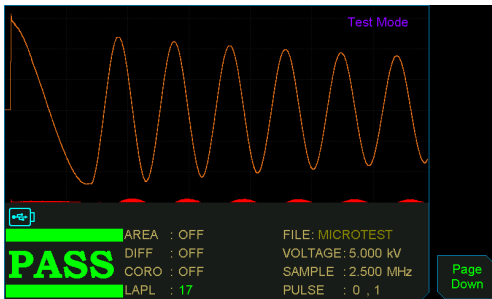 Test Mode
AREA : OFF
FILE: MICROTEST
DIFF : OFF
VOLTAGE: 5.000 kV
PASS
CORO : OFF
SAMPLE : 2.500 MHz
LAPL : 17
PULSE : 0 , 1
Page
Down